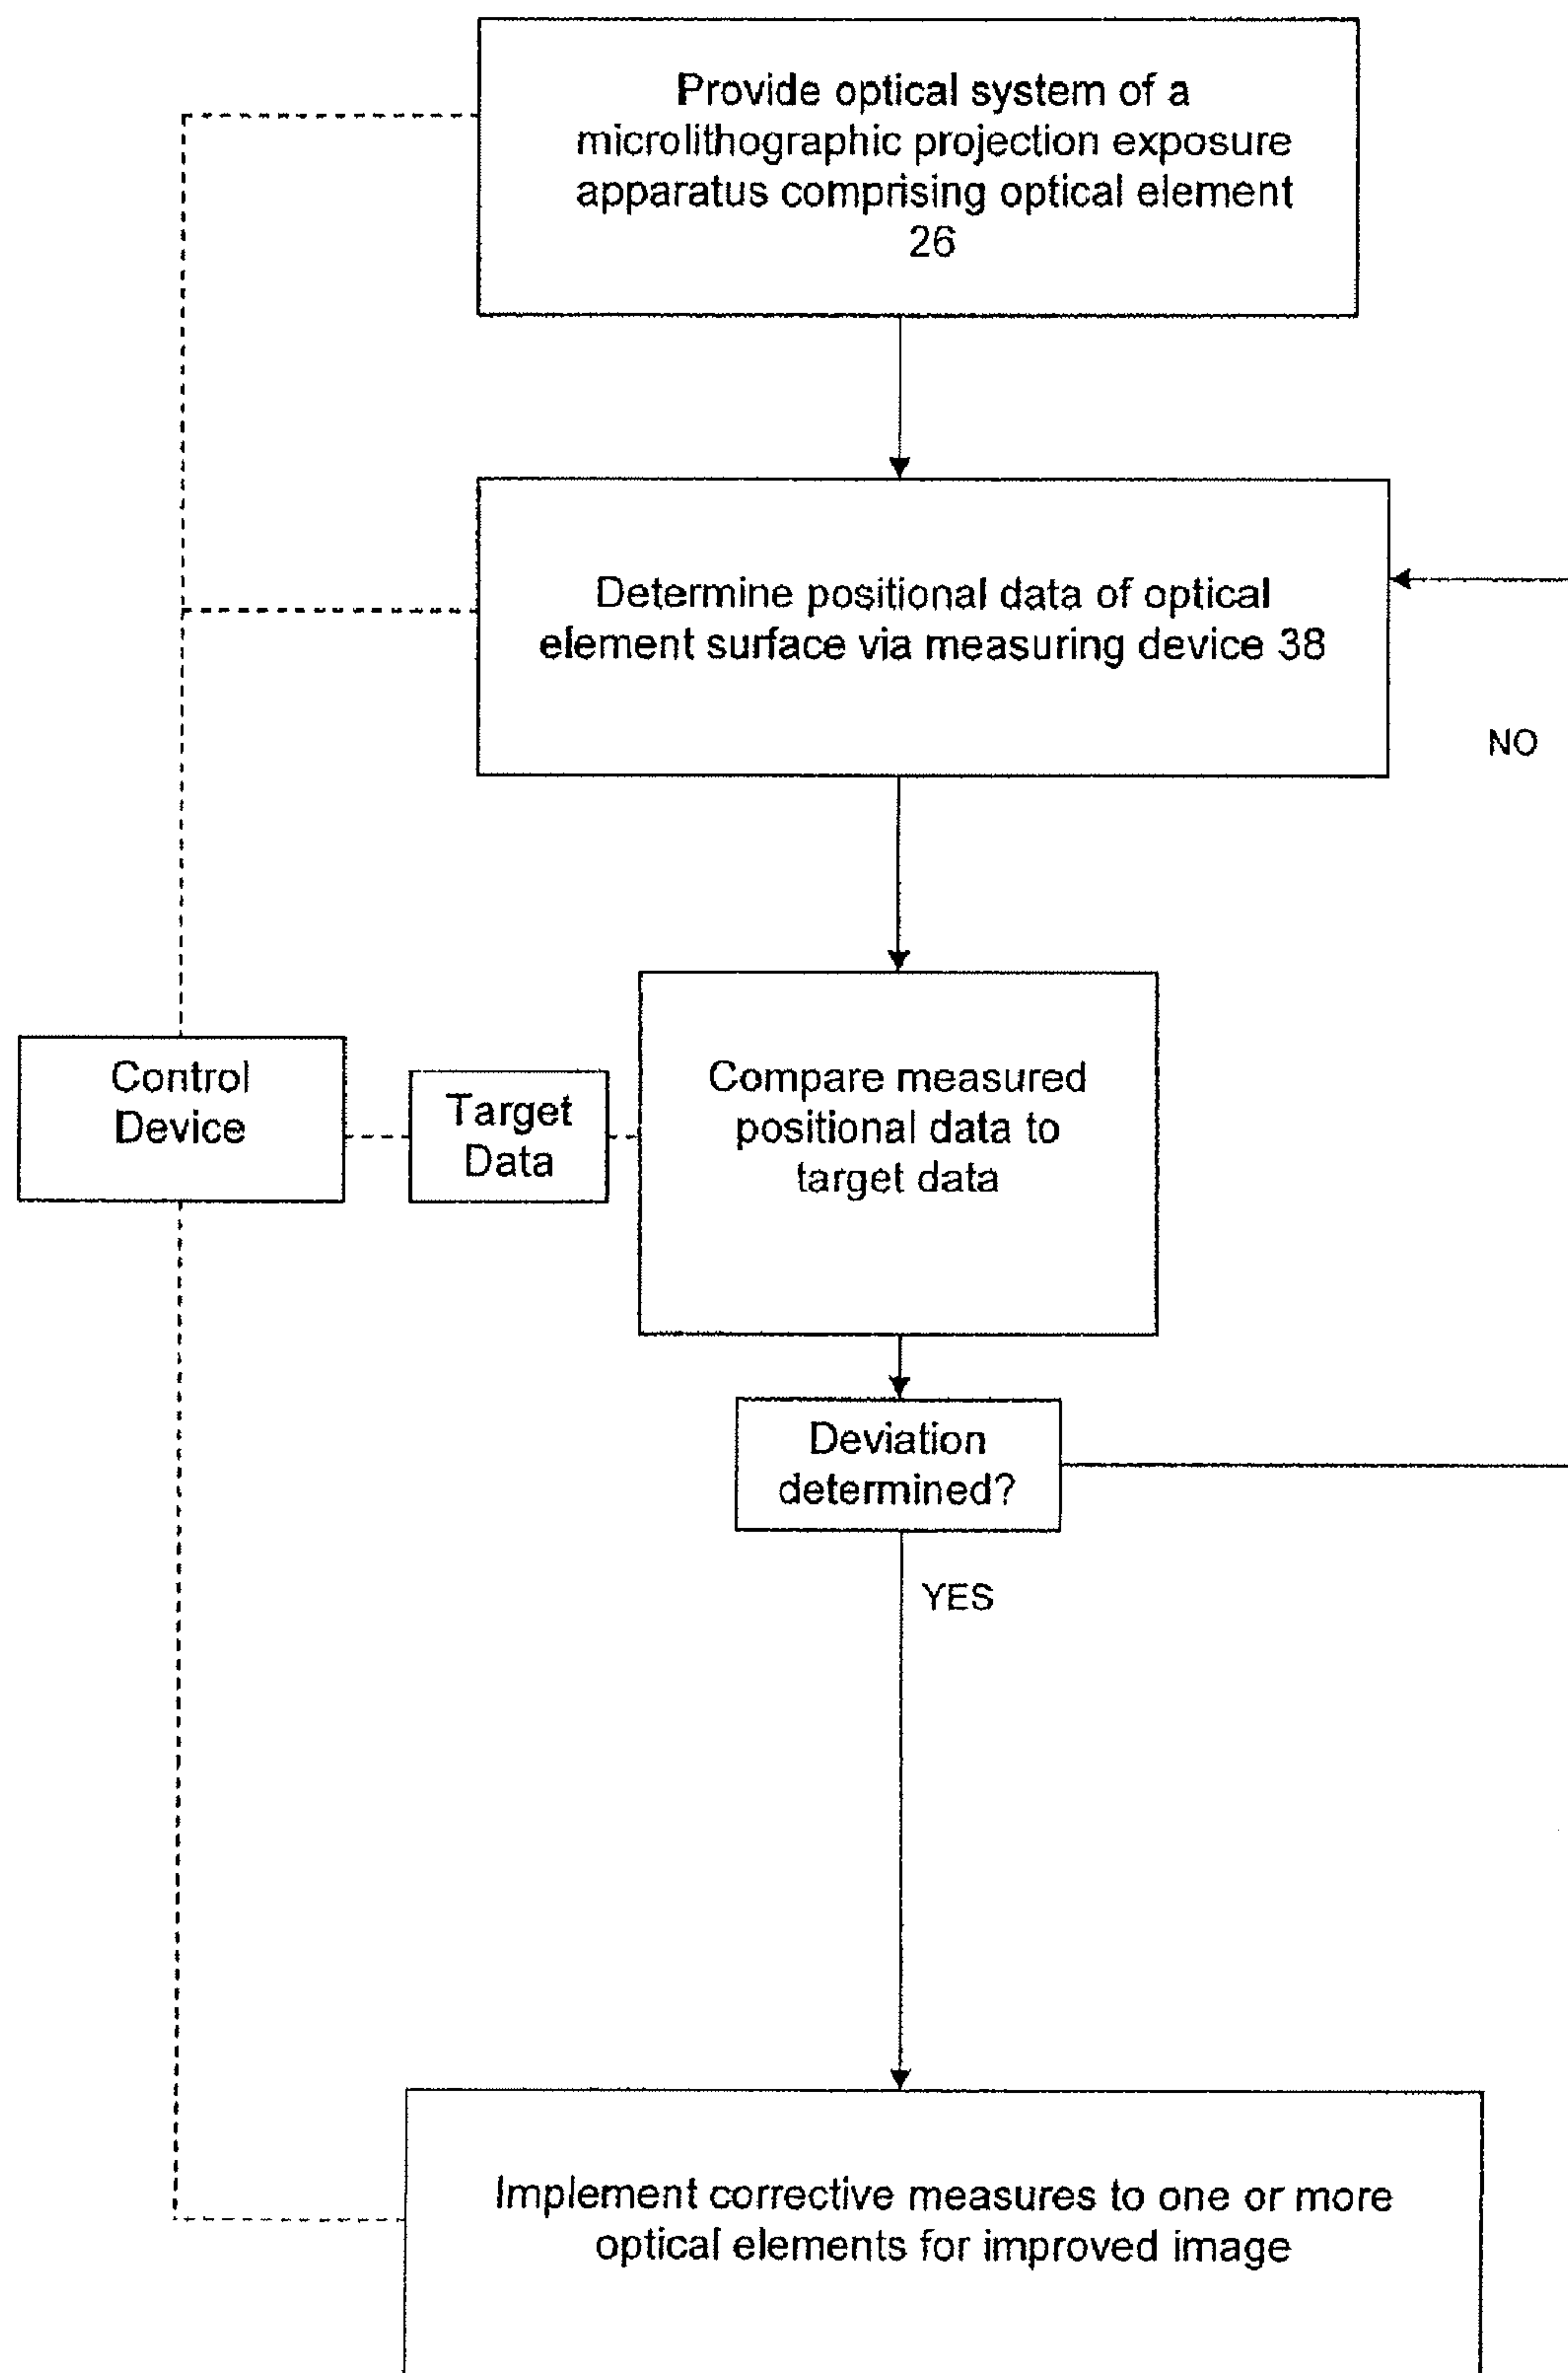 Provide optical system of a
microlithographic projection exposure
apparatus comprising optical element
26
Determine positional data of optical
element surface via measuring device 38
NO
Control
Device
Target
Data
Compare measured
positional data to
target data
Deviation
determined?
YES
Implement corrective measures to one or more
optical elements for improved image